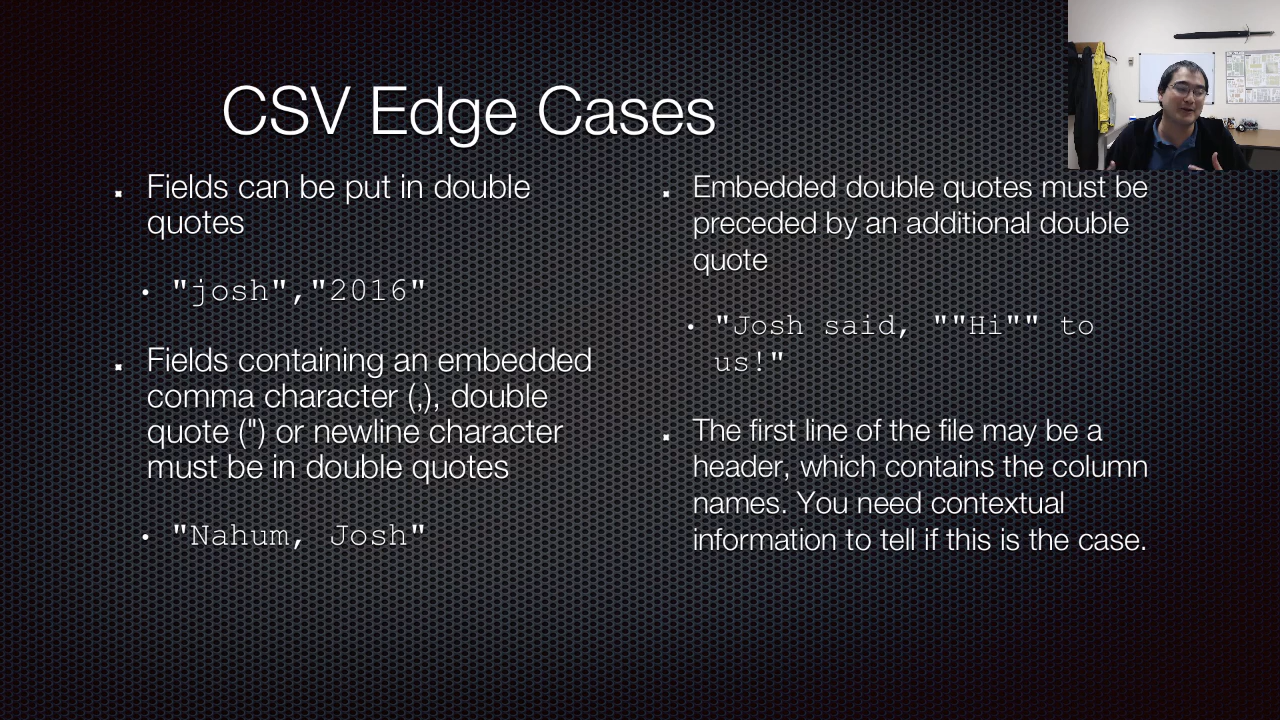 CSV Edge Cases
Fields can be put in double
quotes
"josh","2016"
Fields containing an embedded
comma character (,), double
quote (") or newline character
must be in double quotes
"Nahum, Josh"
Embedded double quotes must be
preceded by an additional double
quote
"Josh said, ""Hi"" to
us!"
The first line of the file may be a
header, which contains the column
names. You need contextual
information to tell if this is the case.